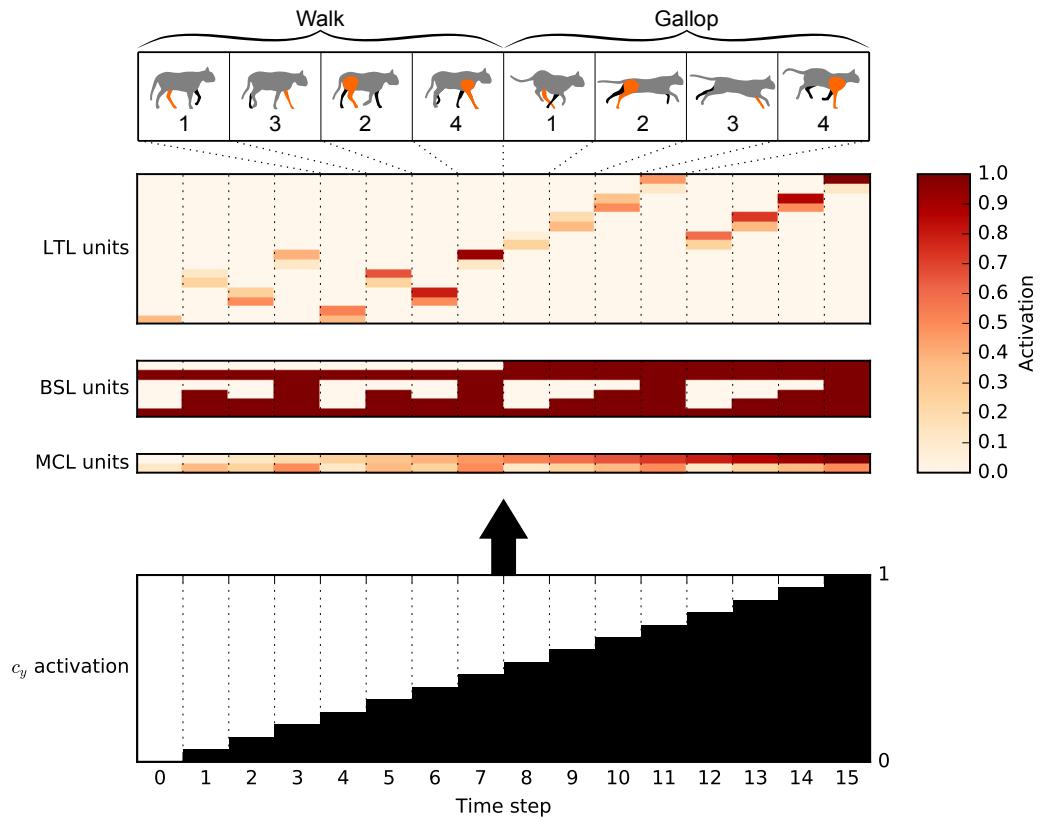 Walk Gallop
1 3 2 4 1 2 3 4
LTL units
BSL units
MCL units
1.0
0.9
0.8
0.7
0.6
0.5
0.4
0.3
0.2
0.1
0.0
Activation
1
c_y activation
0
0 1 2 3 4 5 6 7 8 9 10 11 12 13 14 15
Time step